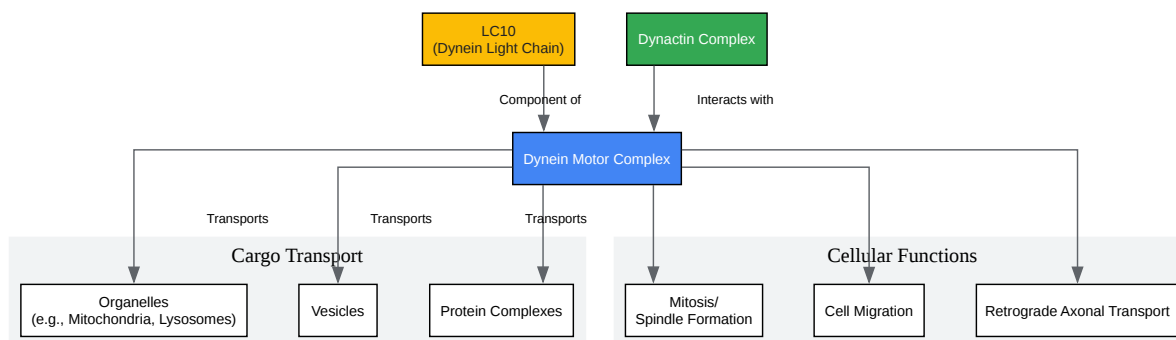 LC10
(Dynein Light Chain)
Dynactin Complex
Component of
Interacts with
Dynein Motor Complex
Transports
Transports
Transports
Cargo Transport
Cellular Functions
Organelles
(e.g., Mitochondria, Lysosomes)
Vesicles
Protein Complexes
Mitosis/
Spindle Formation
Cell Migration
Retrograde Axonal Transport